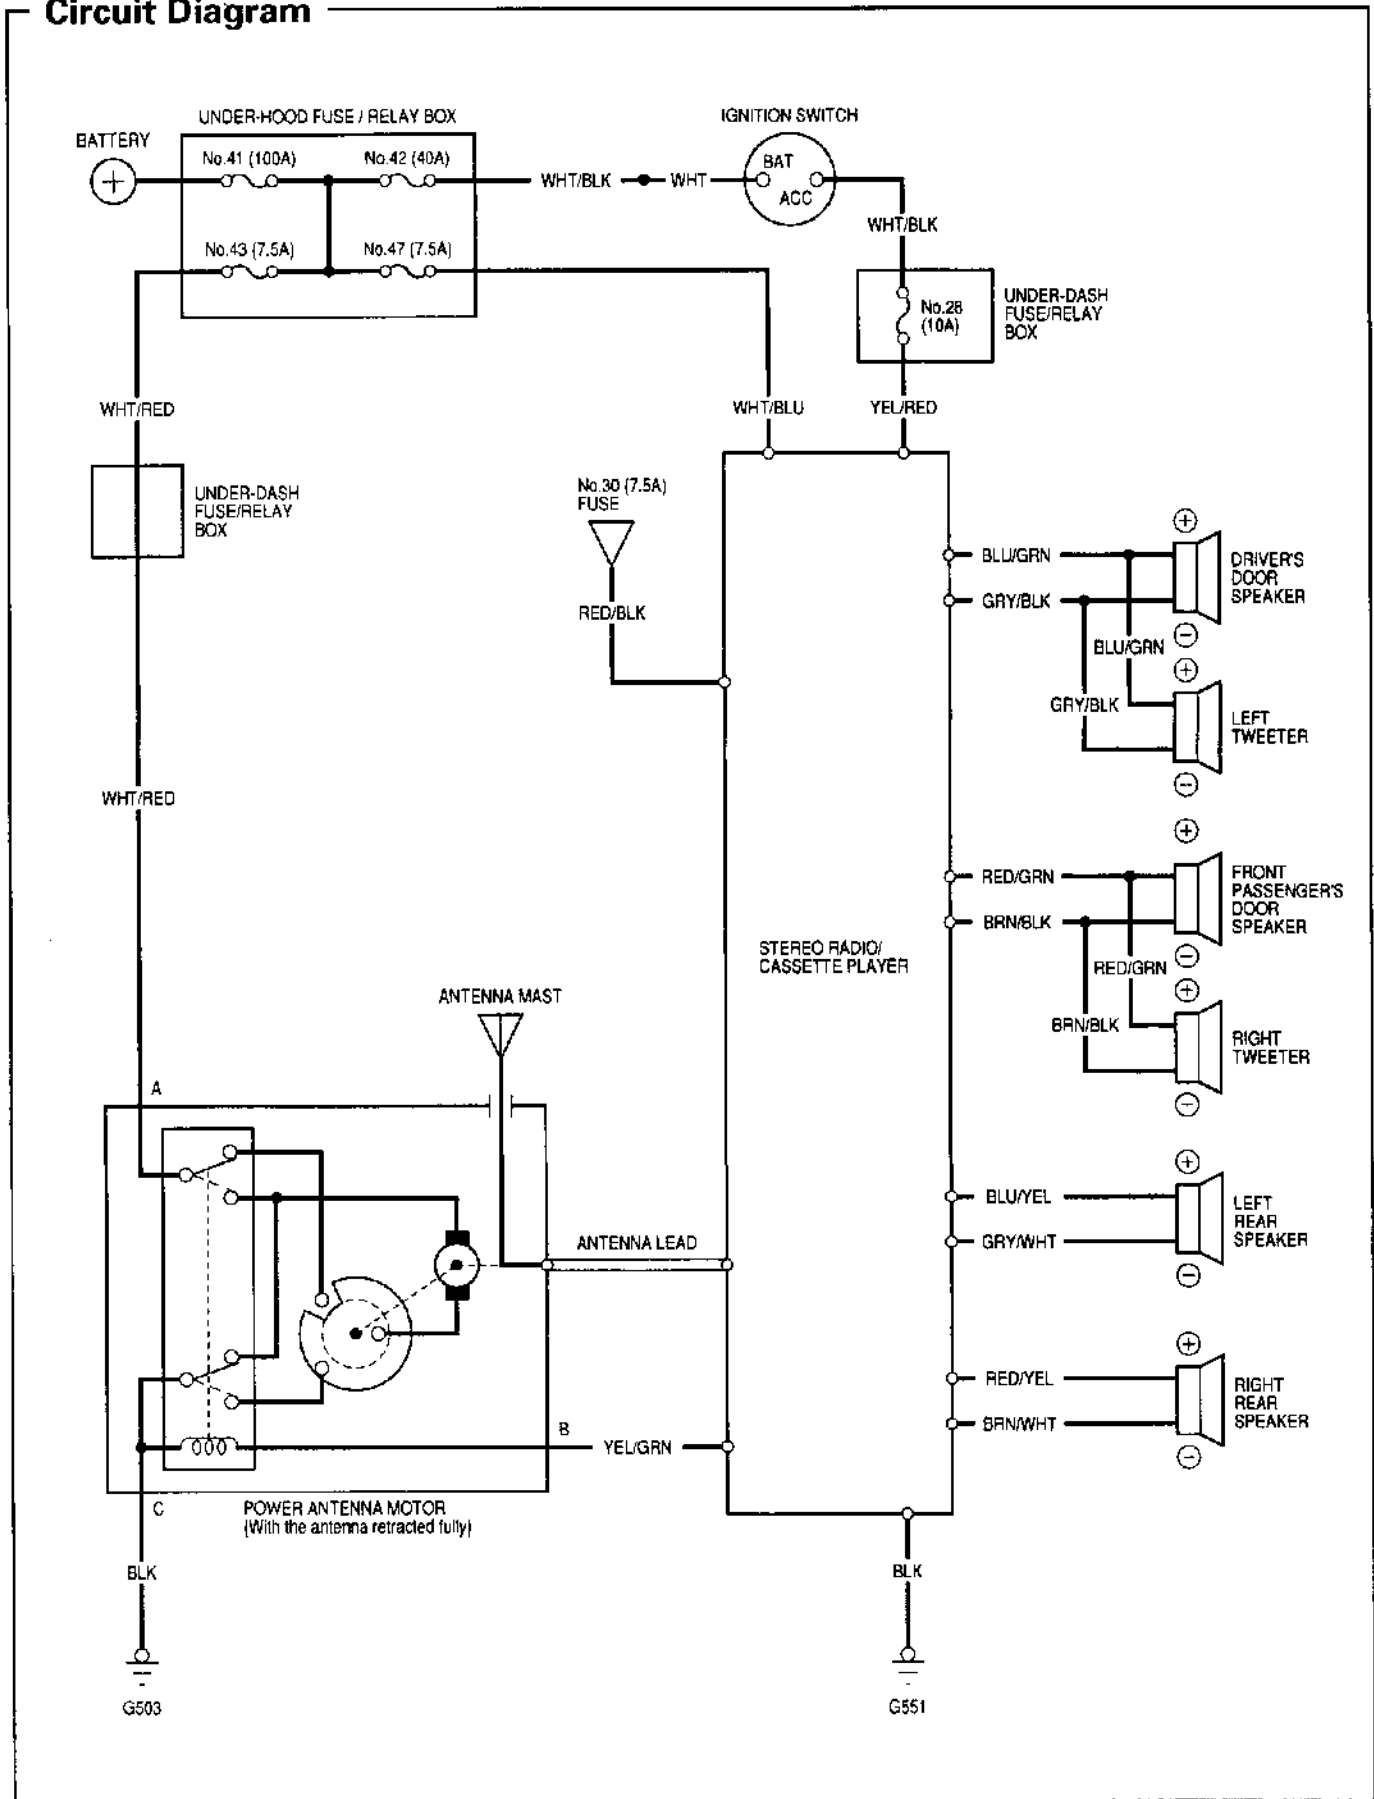 Circuit Diagram
UNDER-HOOD FUSE / RELAY BOX
IGNITION SWITCH
BATTERY
No.41 (100A)
No.42 (40A)
BAT
WHT/BLK
WHT
ACC
WHT/BLK
No.43 (7.5A)
No.47 (7.5A)
No.28
(10A)
UNDER-DASH
FUSE/RELAY
BOX
WHT/RED
WHT/BLU
YEL/RED
UNDER-DASH
FUSE/RELAY
BOX
No.30 (7.5A)
FUSE
RED/BLK
BLU/GRN
GRY/BLK
DRIVER'S
DOOR
SPEAKER
BLU/GRN
GRY/BLK
LEFT
TWEETER
WHT/RED
RED/GRN
BRN/BLK
FRONT
PASSENGER'S
DOOR
SPEAKER
STEREO RADIO/
CASSETTE PLAYER
RED/GRN
BRN/BLK
RIGHT
TWEETER
ANTENNA MAST
A
BLU/YEL
GRY/WHT
LEFT
REAR
SPEAKER
ANTENNA LEAD
RED/YEL
BRN/WHT
RIGHT
REAR
SPEAKER
B
YEL/GRN
C
POWER ANTENNA MOTOR
(With the antenna retracted fully)
BLK
BLK
G503
G551